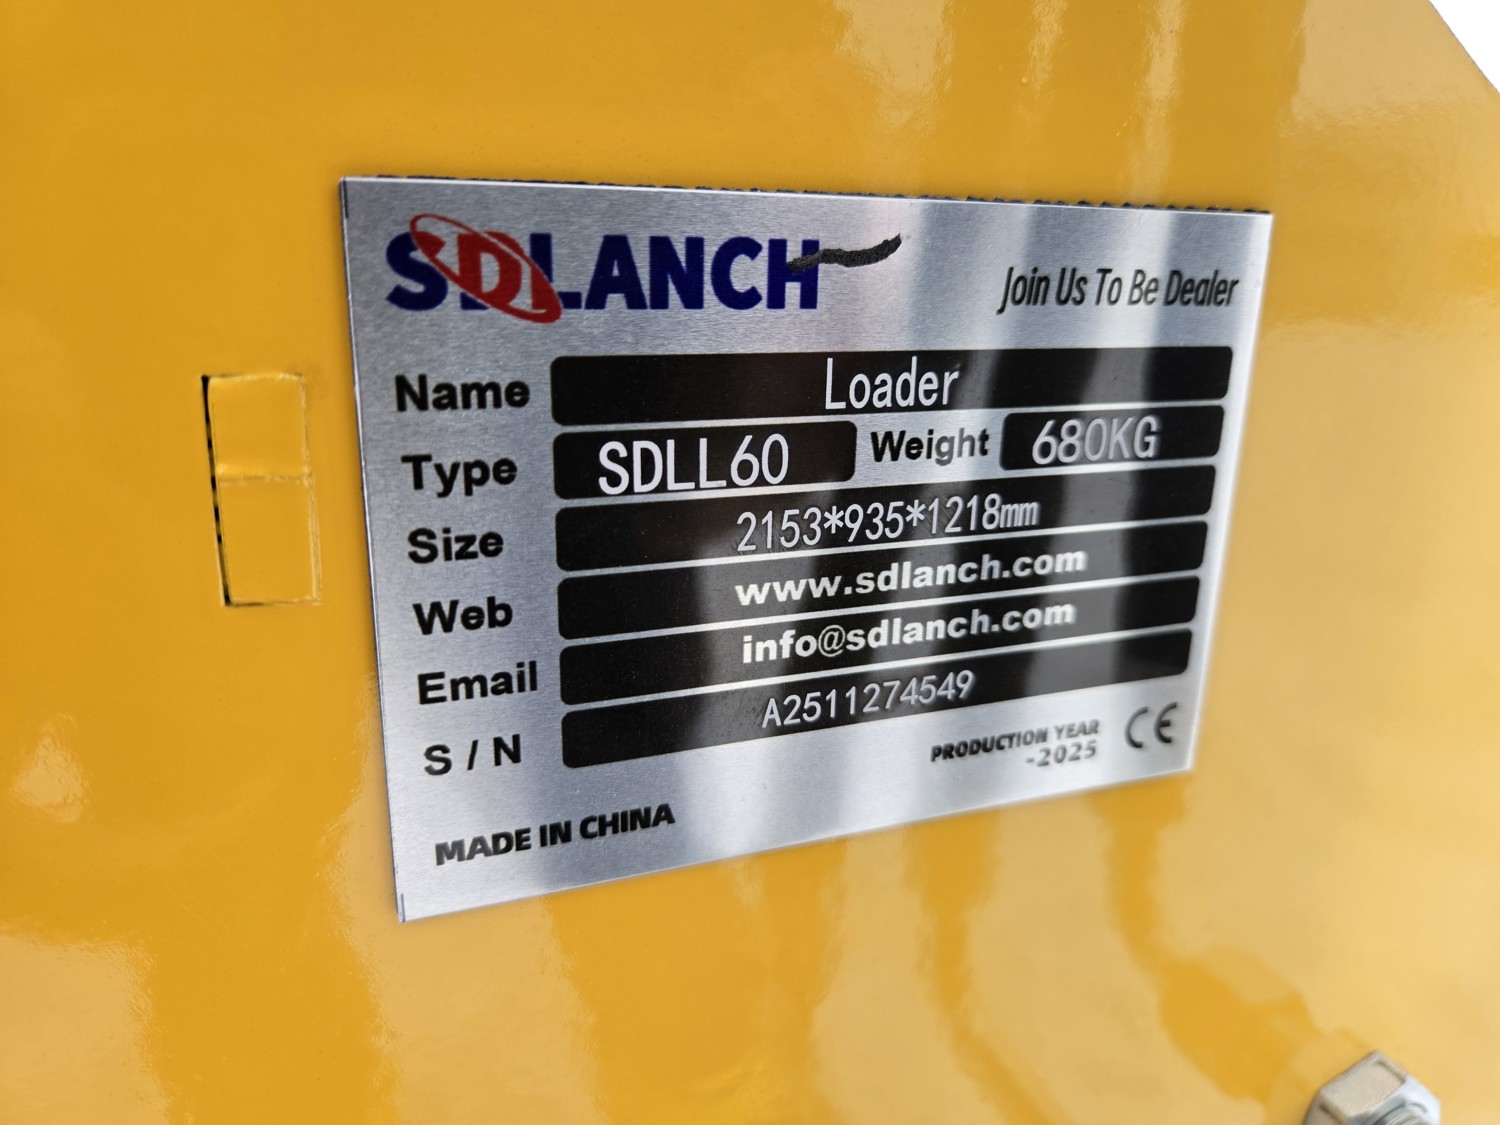 SDLANCH
Join Us To Be Dealer
Name Loader
Type SDLL60 Weight 680KG
Size 2153*935*1218mm
Web www.sdlanch.com
Email info@sdlanch.com
S / N A2511274549
PRODUCTION YEAR
-2025
CE
MADE IN CHINA